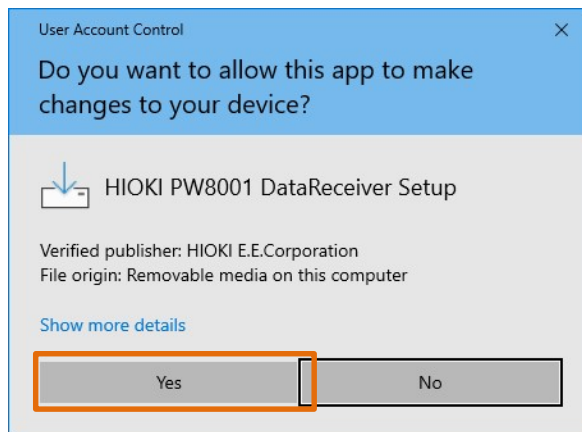 User Account Control
Do you want to allow this app to make
changes to your device?
HIOKI PW8001 DataReceiver Setup
Verified publisher: HIOKI E.E.Corporation
File origin: Removable media on this computer
Show more details
Yes
No